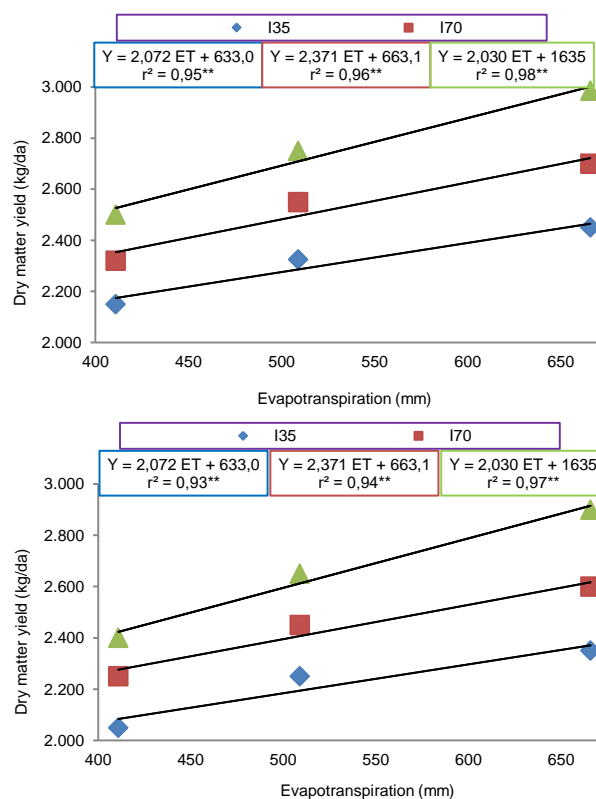 I35 I70
Y = 2,072 ET + 633,0 Y = 2,371 ET + 663,1 Y = 2,030 ET + 1635
r² = 0,95** r² = 0,96** r² = 0,98**
3.000
2.800
2.600
2.400
2.200
2.000
Dry matter yield (kg/da)
400 450 500 550 600 650
Evapotranspiration (mm)
I35 I70
Y = 2,072 ET + 633,0 Y = 2,371 ET + 663,1 Y = 2,030 ET + 1635
r² = 0,93** r² = 0,94** r² = 0,97**
3.000
2.800
2.600
2.400
2.200
2.000
Dry matter yield (kg/da)
400 450 500 550 600 650
Evapotranspiration (mm)